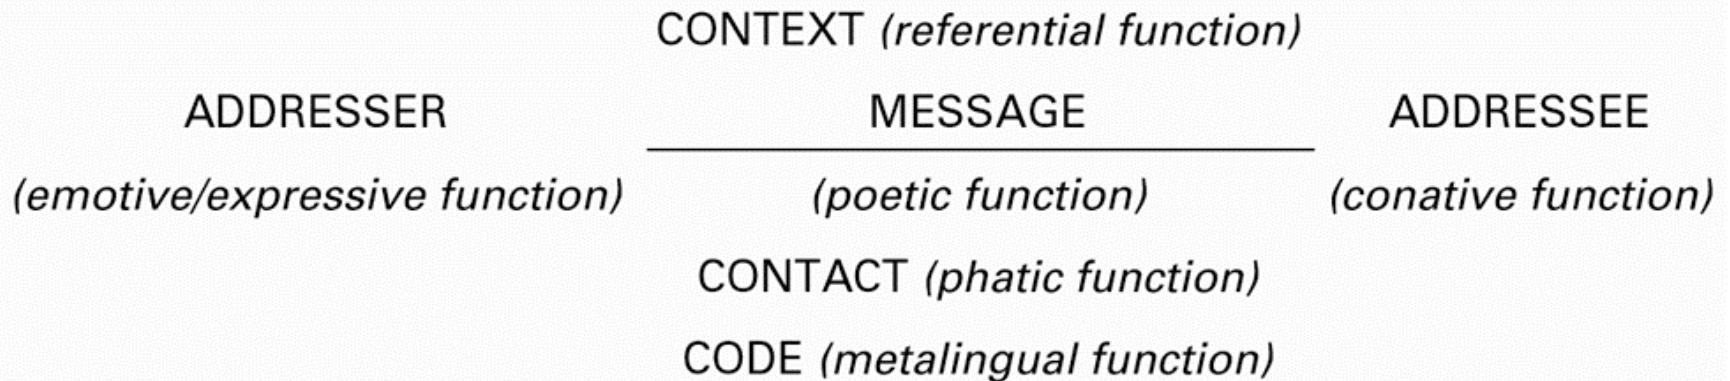 CONTEXT (referential function)
ADDRESSER MESSAGE ADDRESSEE
(emotive/expressive function) (poetic function) (conative function)
CONTACT (phatic function)
CODE (metalingual function)